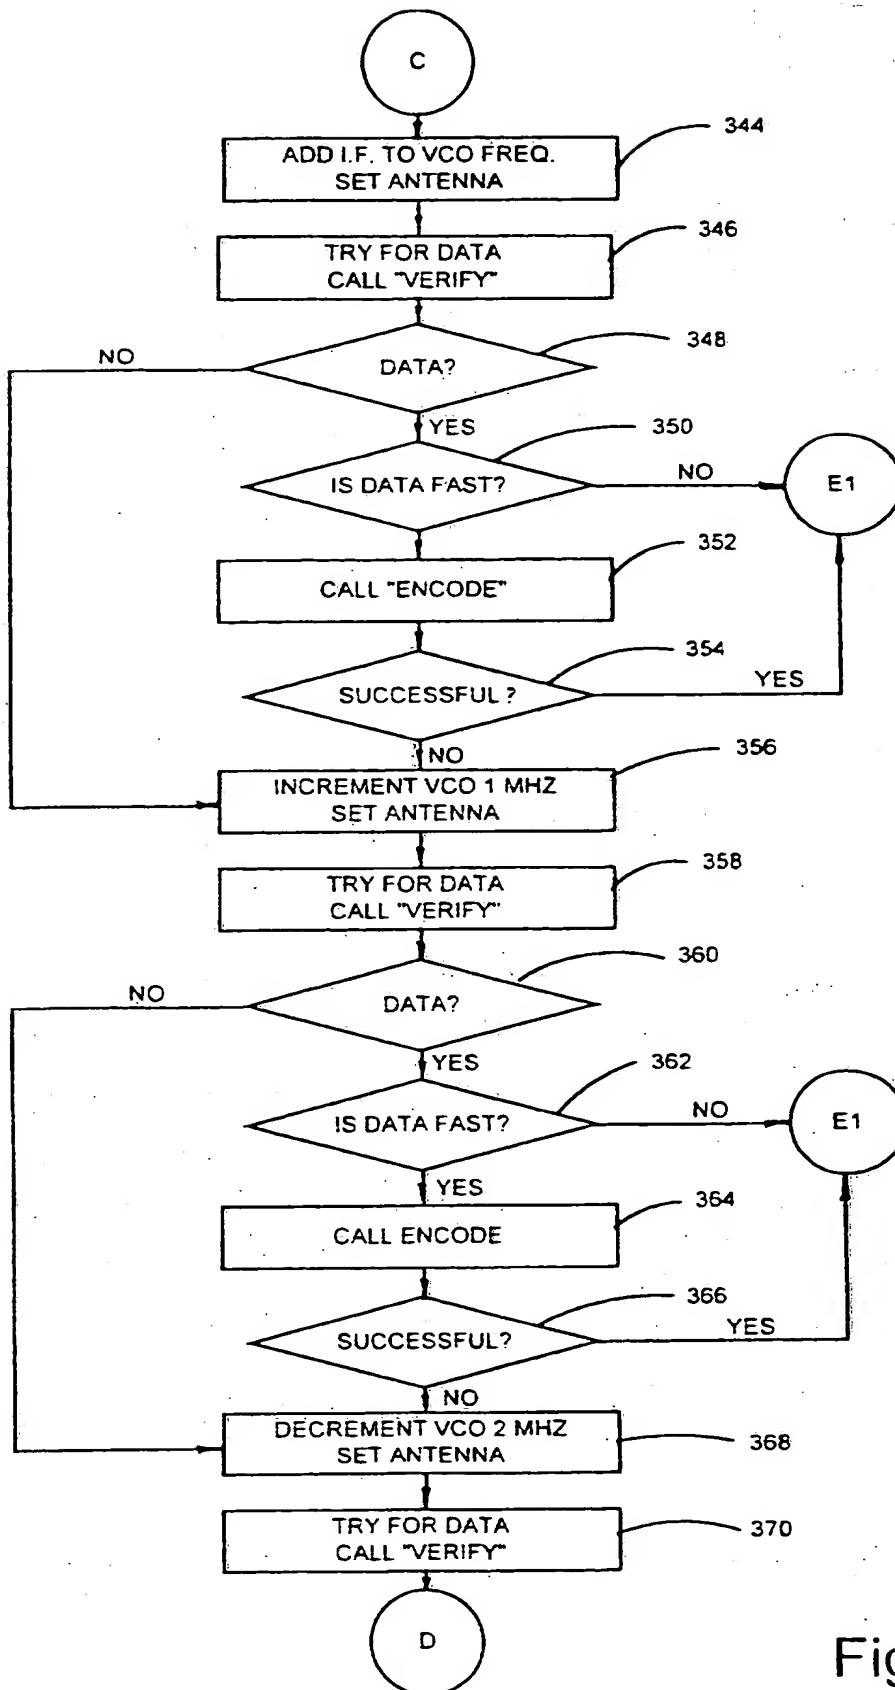 C
344
ADD I.F. TO VCO FREQ.
SET ANTENNA
346
TRY FOR DATA
CALL "VERIFY"
348
NO
DATA?
YES
350
IS DATA FAST?
NO
E1
352
CALL "ENCODE"
354
SUCCESSFUL?
YES
NO
356
INCREMENT VCO 1 MHZ
SET ANTENNA
358
TRY FOR DATA
CALL "VERIFY"
360
NO
DATA?
YES
362
IS DATA FAST?
NO
E1
YES
364
CALL ENCODE
366
SUCCESSFUL?
YES
NO
DECREMENT VCO 2 MHZ
SET ANTENNA
368
TRY FOR DATA
CALL "VERIFY"
370
D
Fig